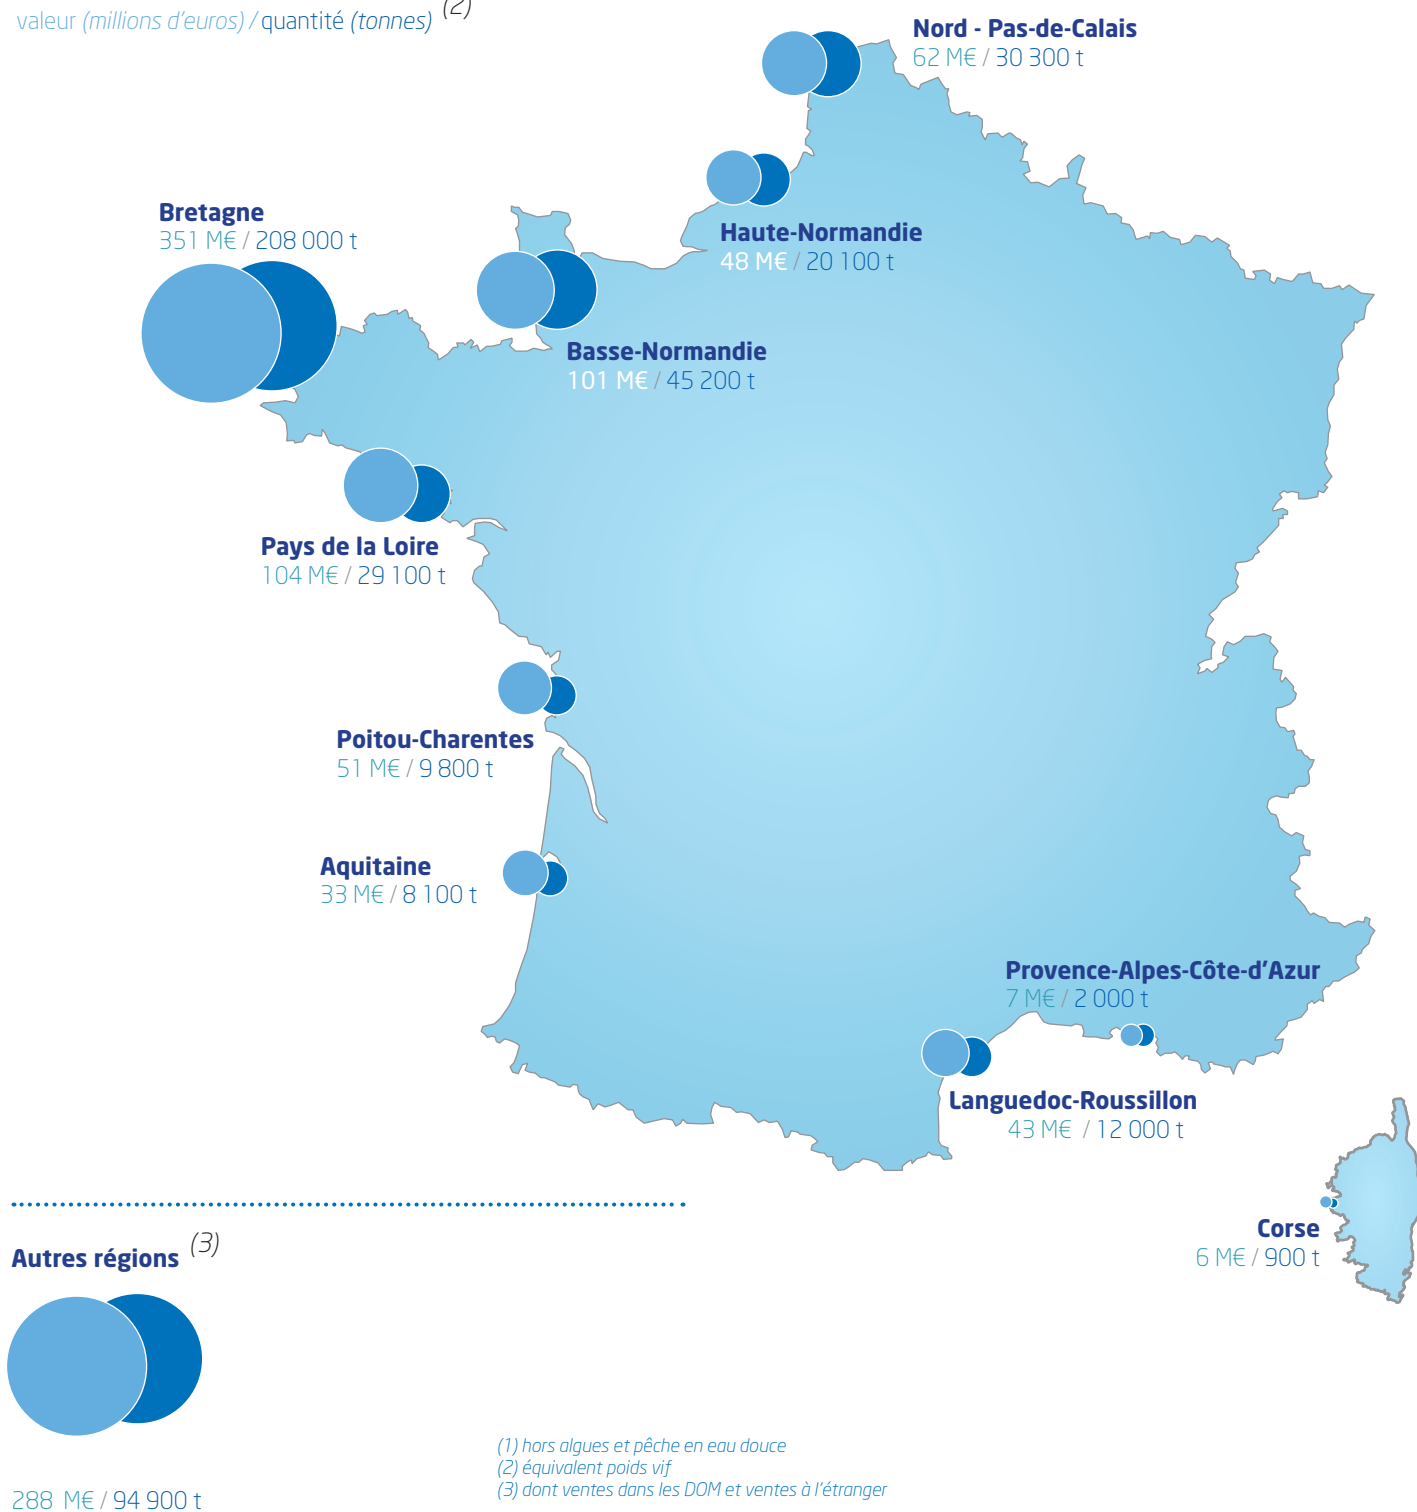 valeur (millions d'euros) / quantité (tonnes) (2)
Nord - Pas-de-Calais
62 M€ / 30 300 t
Bretagne
351 M€ / 208 000 t
Haute-Normandie
48 M€ / 20 100 t
Basse-Normandie
101 M€ / 45 200 t
Pays de la Loire
104 M€ / 29 100 t
Poitou-Charentes
51 M€ / 9 800 t
Aquitaine
33 M€ / 8 100 t
Provence-Alpes-Côte-d'Azur
7 M€ / 2 000 t
Languedoc-Roussillon
43 M€ / 12 000 t
Corse
6 M€ / 900 t
Autres régions (3)
288 M€ / 94 900 t
(1) hors algues et pêche en eau douce
(2) équivalent poids vif
(3) dont ventes dans les DOM et ventes à l'étranger